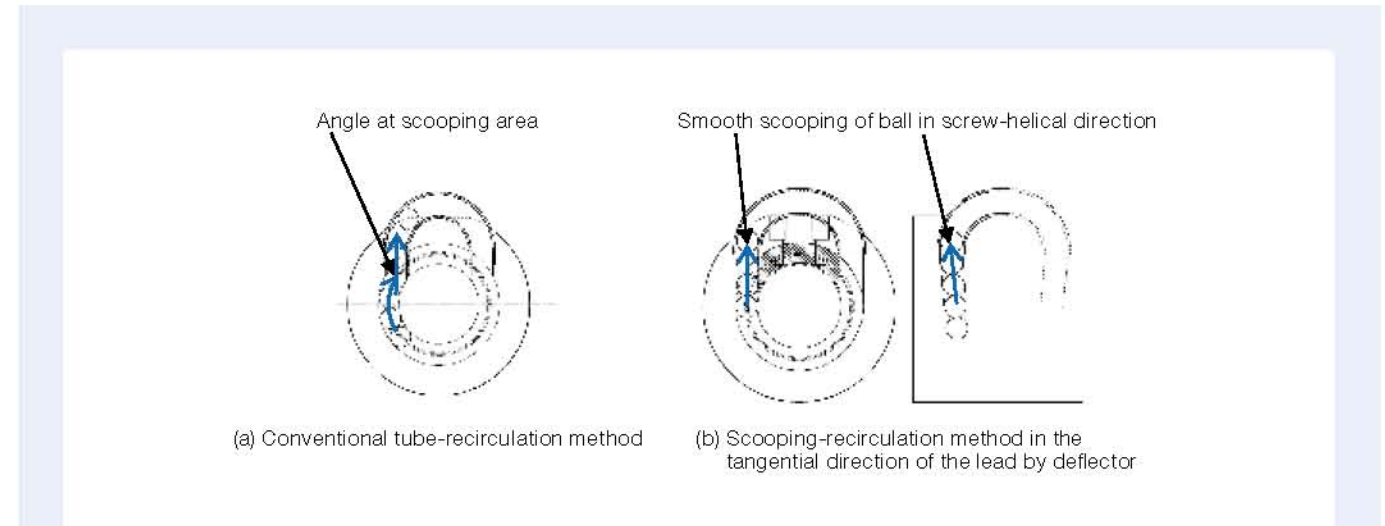 Angle at scooping area
Smooth scooping of ball in screw-helical direction
(a) Conventional tube-recirculation method
(b) Scooping-recirculation method in the
tangential direction of the lead by deflector